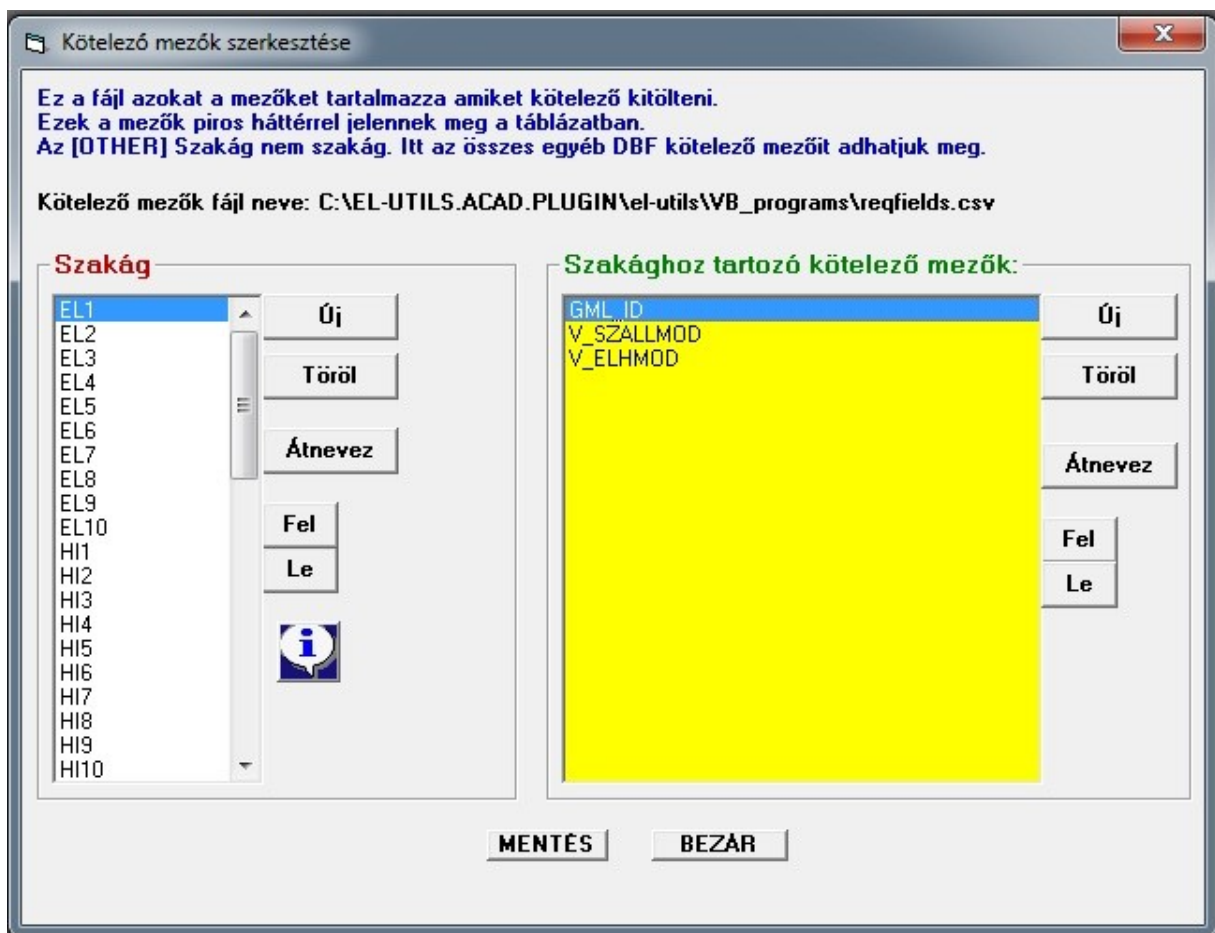 Kötelező mezők szerkesztése
X
Ez a fájl azokat a mezőket tartalmazza amiket kötelező kitölteni.
Ezek a mezők piros háttérrel jelennek meg a táblázatban.
Az [OTHER] Szakág nem szakág. Itt az összes egyéb DBF kötelező mezőit adhatjuk meg.
Kötelező mezők fájl neve: C:\EL-UTILS.ACAD.PLUGIN\el-utils\VB_programs\reqfields.csv
Szakág
EL1
EL2
EL3
EL4
EL5
EL6
EL7
EL8
EL9
EL10
HI1
HI2
HI3
HI4
HI5
HI6
HI7
HI8
HI9
HI10
Új
Töröl
Átnevez
Fel
Le
i
Szakághoz tartozó kötelező mezők:
GML_ID
V_SZALLMOD
V_ELHMOD
Új
Töröl
Átnevez
Fel
Le
MENTÉS
BEZÁR